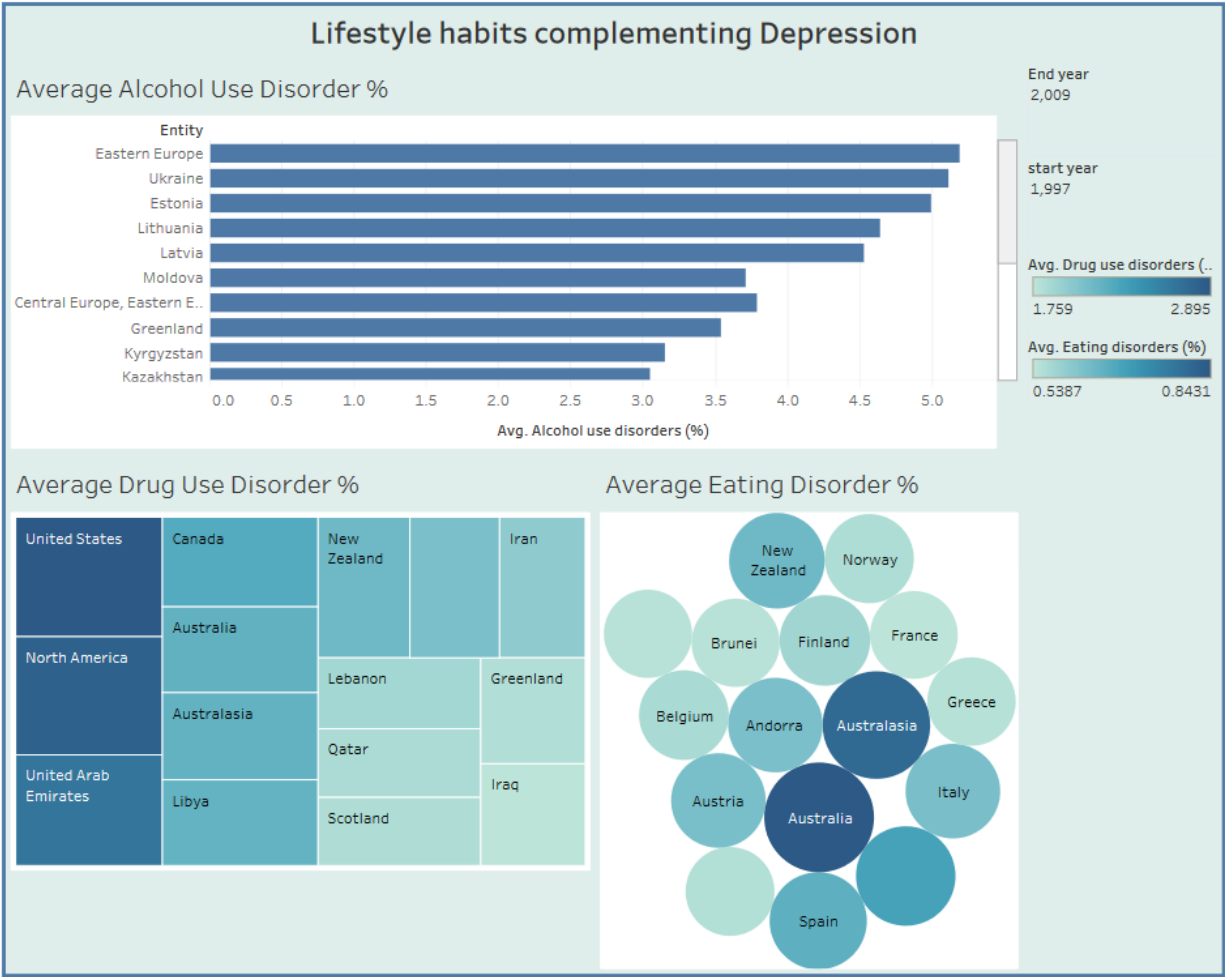 Lifestyle habits complementing Depression
Average Alcohol Use Disorder %
End year
2,009
start year
1,997
Avg. Drug use disorders (..
1.759 2.895
Avg. Eating disorders (%)
0.5387 0.8431
Entity
Eastern Europe
Ukraine
Estonia
Lithuania
Latvia
Moldova
Central Europe, Eastern E..
Greenland
Kyrgyzstan
Kazakhstan
0.0 0.5 1.0 1.5 2.0 2.5 3.0 3.5 4.0 4.5 5.0
Avg. Alcohol use disorders (%)
Average Drug Use Disorder %
United States
North America
United Arab
Emirates
Canada
Australia
Australasia
Libya
New
Zealand
Iran
Lebanon
Qatar
Scotland
Greenland
Iraq
Average Eating Disorder %
New
Zealand
Norway
Brunei
Finland
France
Belgium
Andorra
Australasia
Greece
Austria
Australia
Italy
Spain